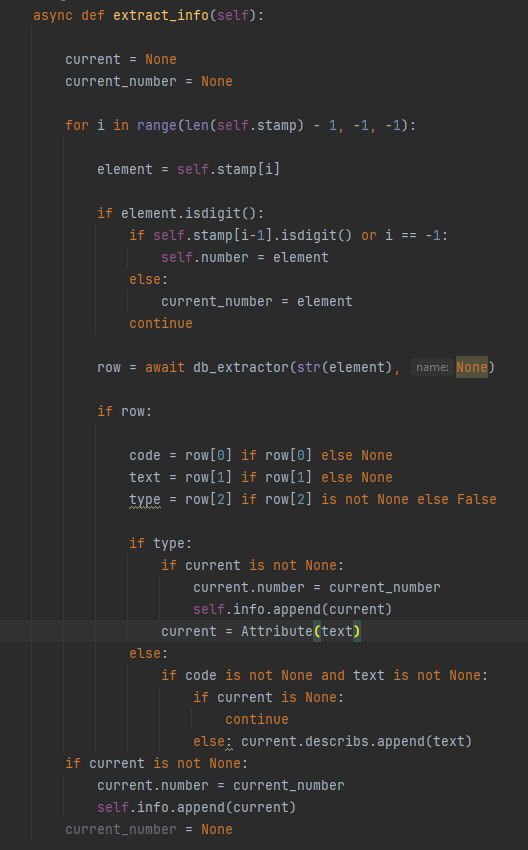 async def extract_info(self):
    current = None
    current_number = None
    for i in range(len(self.stamp) - 1, -1, -1):
        element = self.stamp[i]
        if element.isdigit():
            if self.stamp[i-1].isdigit() or i == -1:
                self.number = element
            else:
                current_number = element
            continue
        row = await db_extractor(str(element), name: None)
        if row:
            code = row[0] if row[0] else None
            text = row[1] if row[1] else None
            type = row[2] if row[2] is not None else False
            if type:
                if current is not None:
                    current.number = current_number
                    self.info.append(current)
                current = Attribute(text)
            else:
                if code is not None and text is not None:
                    if current is None:
                        continue
                    else: current.describs.append(text)
    if current is not None:
        current.number = current_number
        self.info.append(current)
    current_number = None